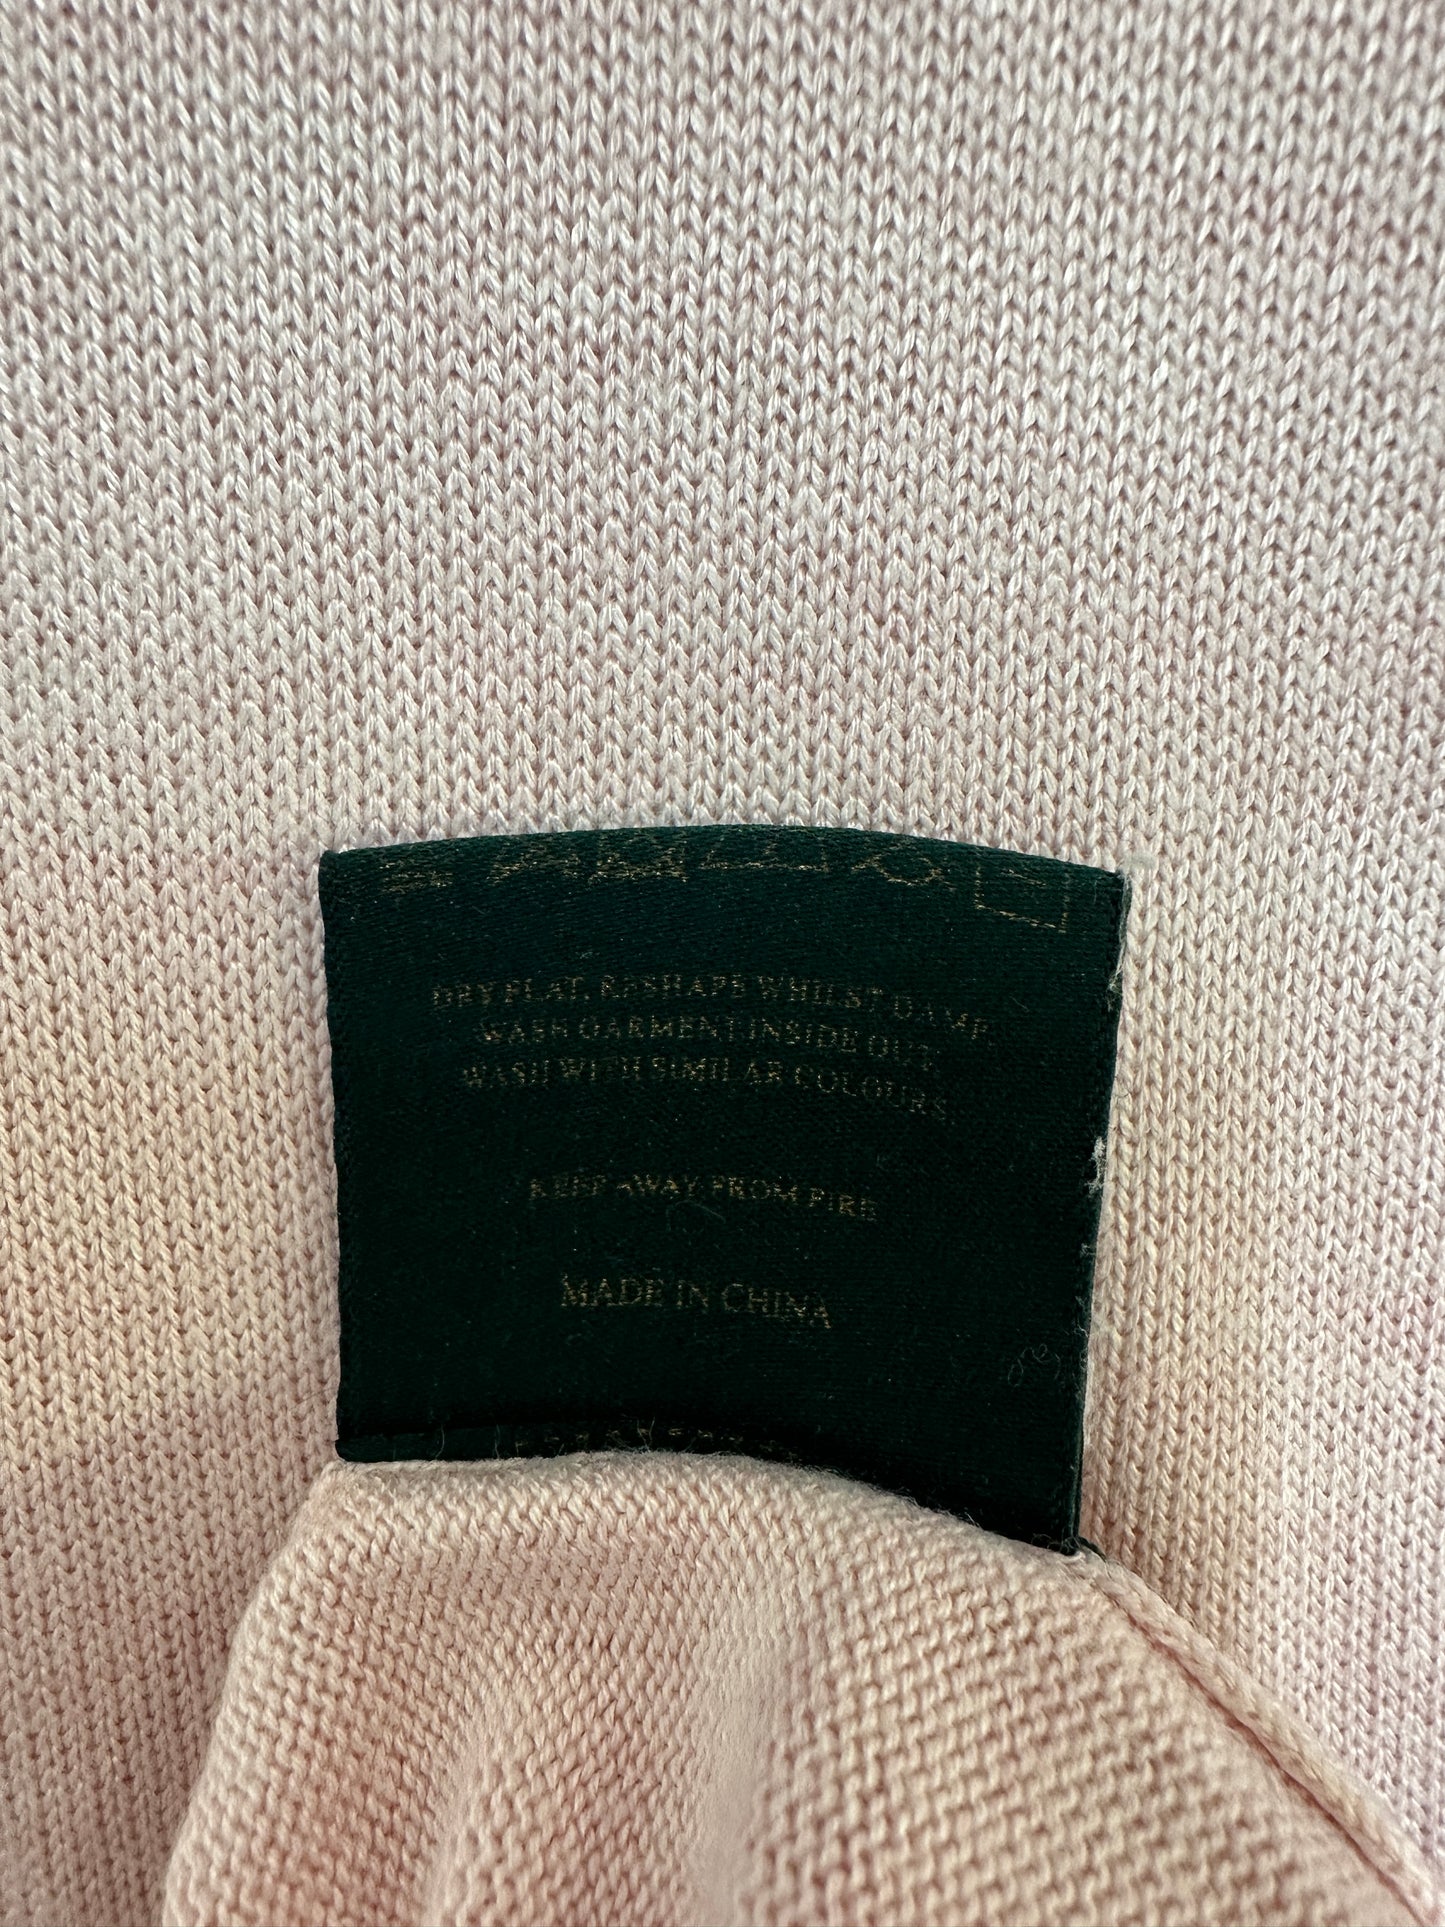 DRY FLAT, RESHAPE WHILST DAMP
WASH GARMENT INSIDE OUT
WASH WITH SIMILAR COLOURS
KEEP AWAY FROM FIRE
MADE IN CHINA